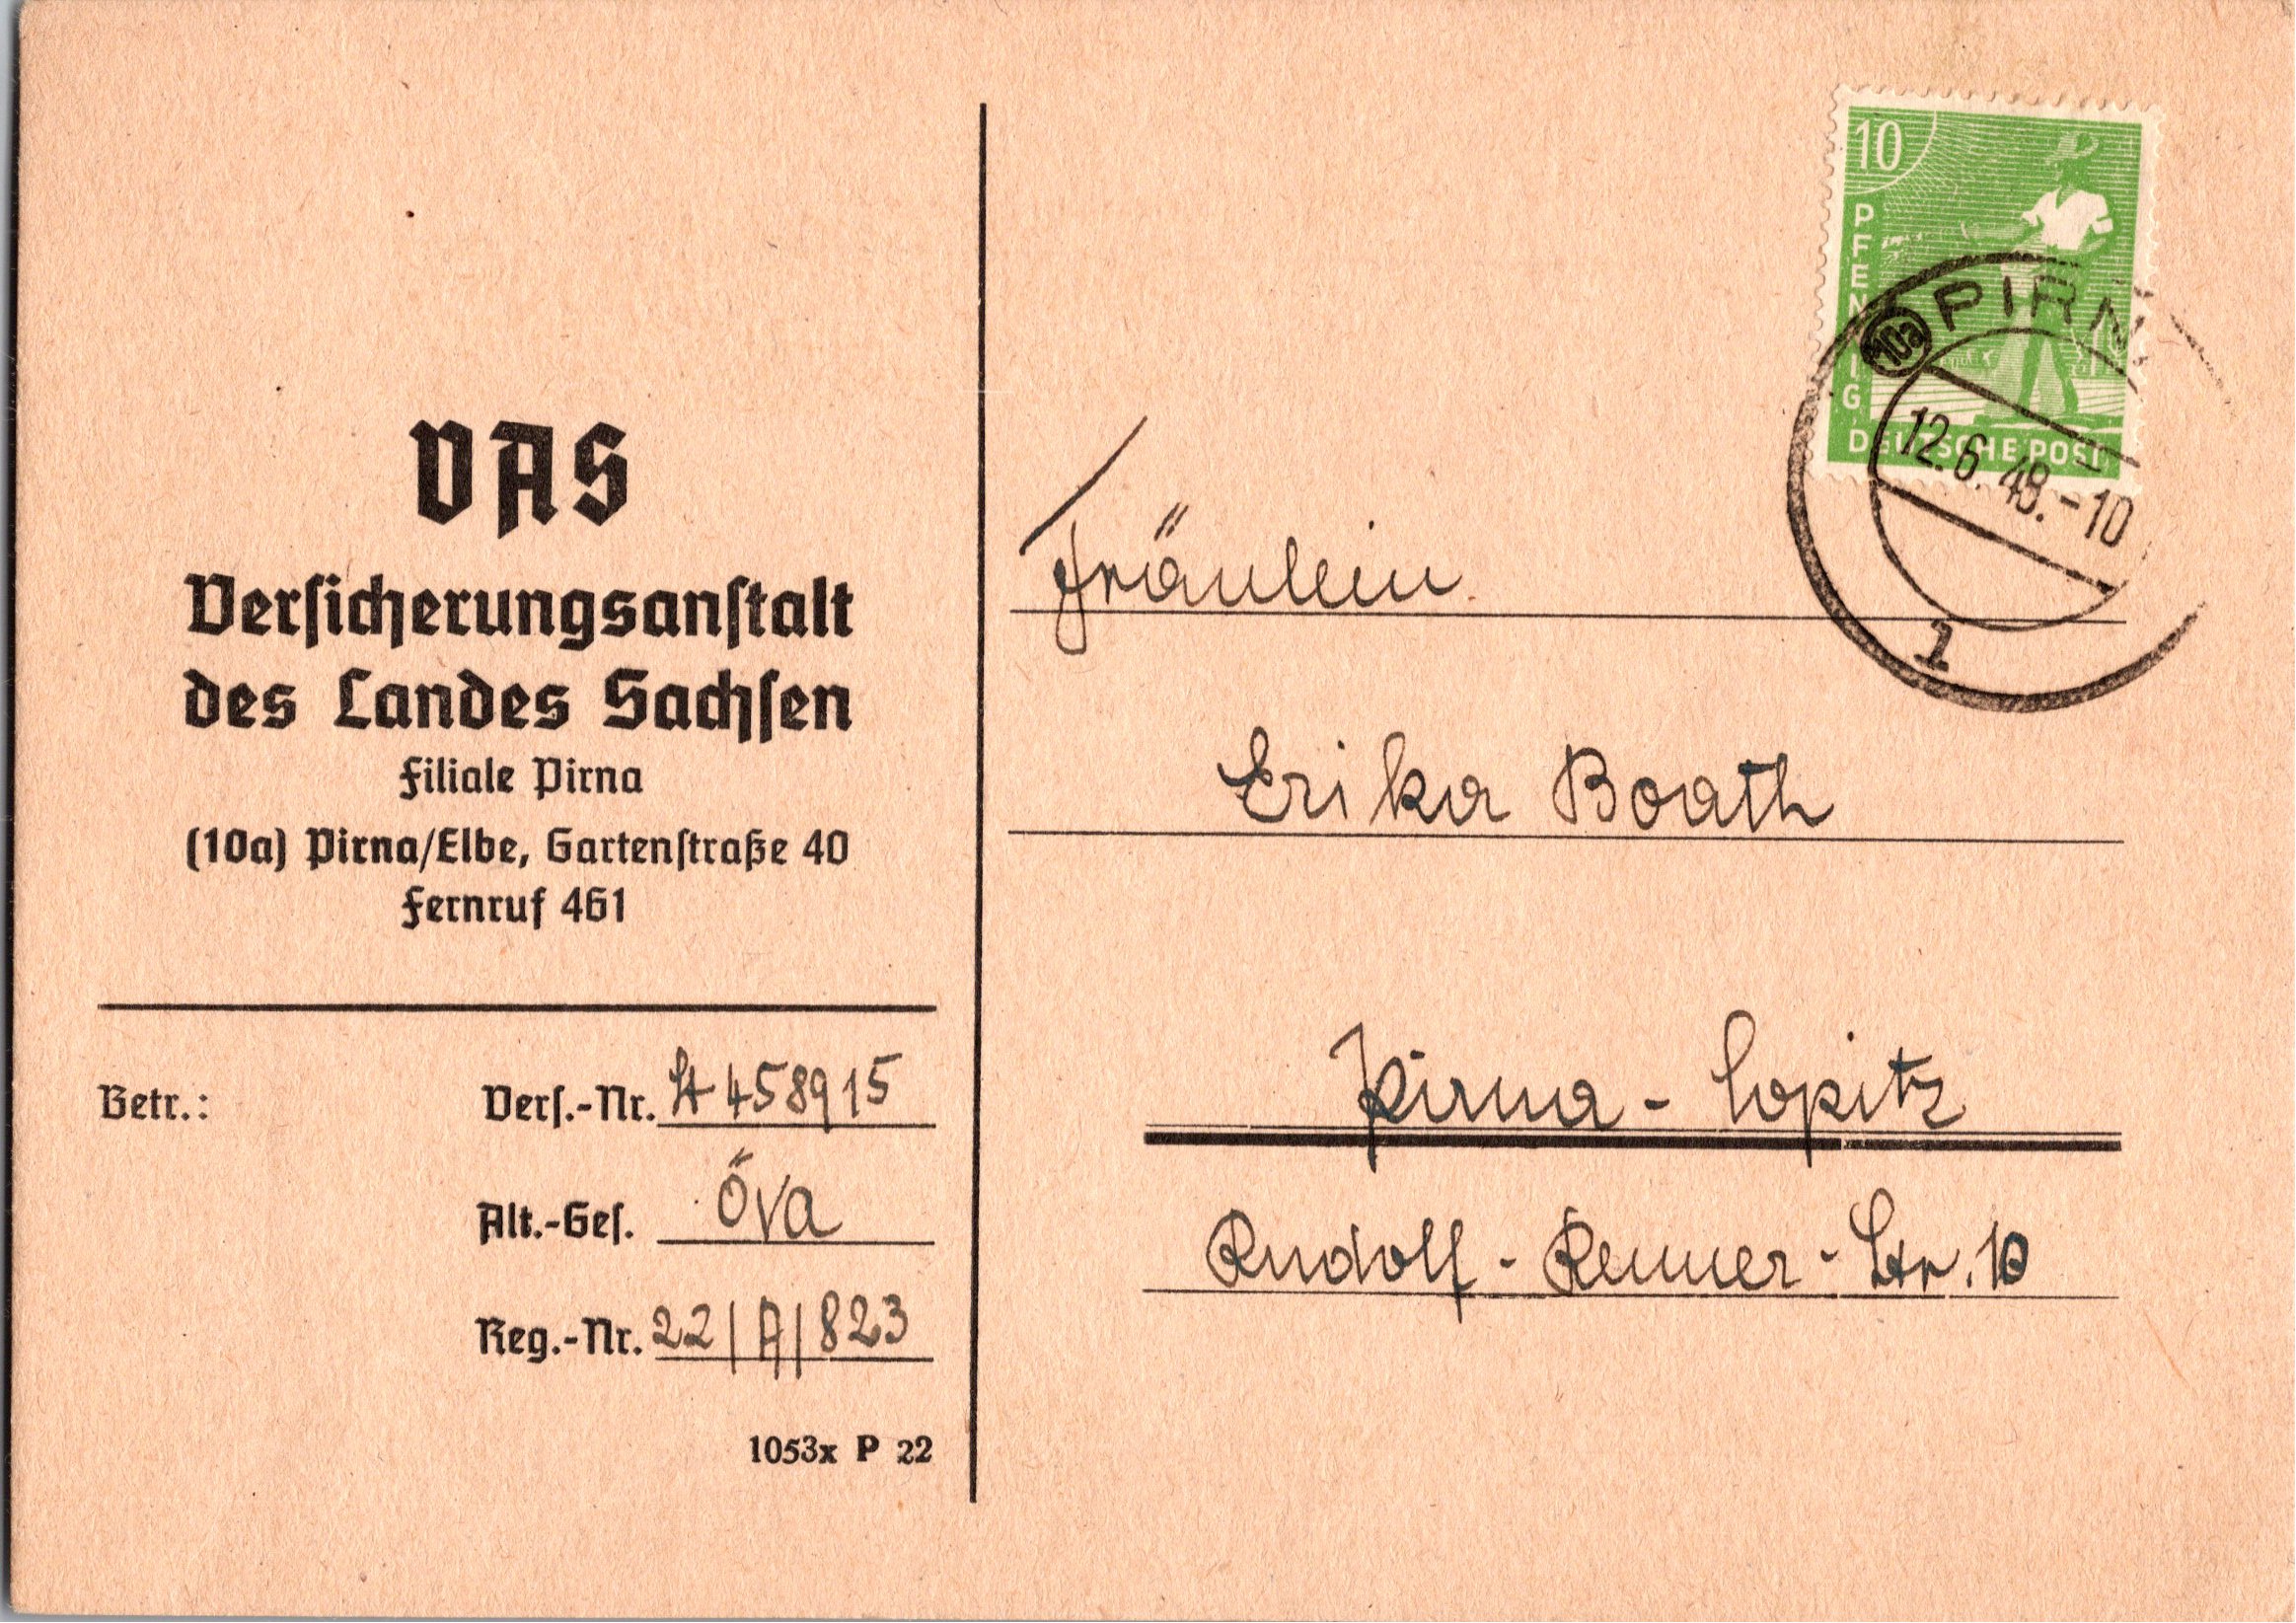 VAS
Versicherungsanstalt
des Landes Sachsen
Filiale Pirna
(10a) Pirna/Elbe, Gartenstraße 40
Fernruf 461
Betr.: Vers.-Nr. St 458915
Alt.-Ges. Öva
Reg.-Nr. 22/A/823
1053x P 22
10
PFENNIG
DEUTSCHE POST
10a PIRN
12.6.48.-10
1
Fräulein
Erika Boath
Pirna - Copitz
Rudolf-Renner-Str. 10